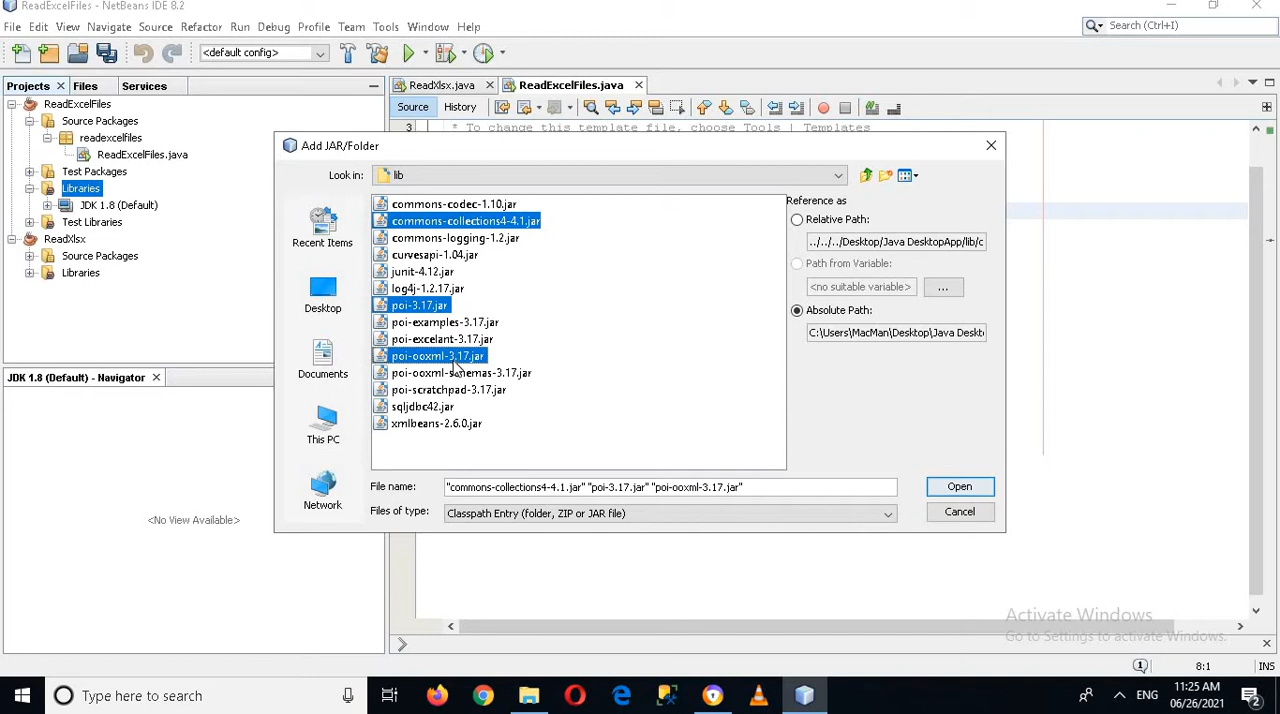 ReadExcelFiles - NetBeans IDE 8.2
File Edit View Navigate Source Refactor Run Debug Profile Team Tools Window Help
Search (Ctrl+I)
<default config>
Projects
Files
Services
ReadXlsx.java
ReadExcelFiles.java
Source
History
ReadExcelFiles
Source Packages
readexcelfiles
ReadExcelFiles.java
Test Packages
Libraries
JDK 1.8 (Default)
Test Libraries
ReadXlsx
Source Packages
Libraries
3
* To change this template file, choose Tools | Templates
Add JAR/Folder
Look in:
lib
Recent Items
Desktop
Documents
This PC
Network
commons-codec-1.10.jar
commons-collections4-4.1.jar
commons-logging-1.2.jar
curvesapi-1.04.jar
junit-4.12.jar
log4j-1.2.17.jar
poi-3.17.jar
poi-examples-3.17.jar
poi-excelant-3.17.jar
poi-ooxml-3.17.jar
poi-ooxml-schemas-3.17.jar
poi-scratchpad-3.17.jar
sqljdbc42.jar
xmlbeans-2.6.0.jar
Reference as
Relative Path:
../../../Desktop/Java DesktopApp/lib/c
Path from Variable:
<no suitable variable>
...
Absolute Path:
C:\Users\MacMan\Desktop\Java Deskt
File name:
"commons-collections4-4.1.jar" "poi-3.17.jar" "poi-ooxml-3.17.jar"
Open
Files of type:
Classpath Entry (folder, ZIP or JAR file)
Cancel
JDK 1.8 (Default) - Navigator
<No View Available>
Activate Windows
Go to Settings to activate Windows.
1
8:1
INS
Type here to search
ENG
11:25 AM
06/26/2021
2